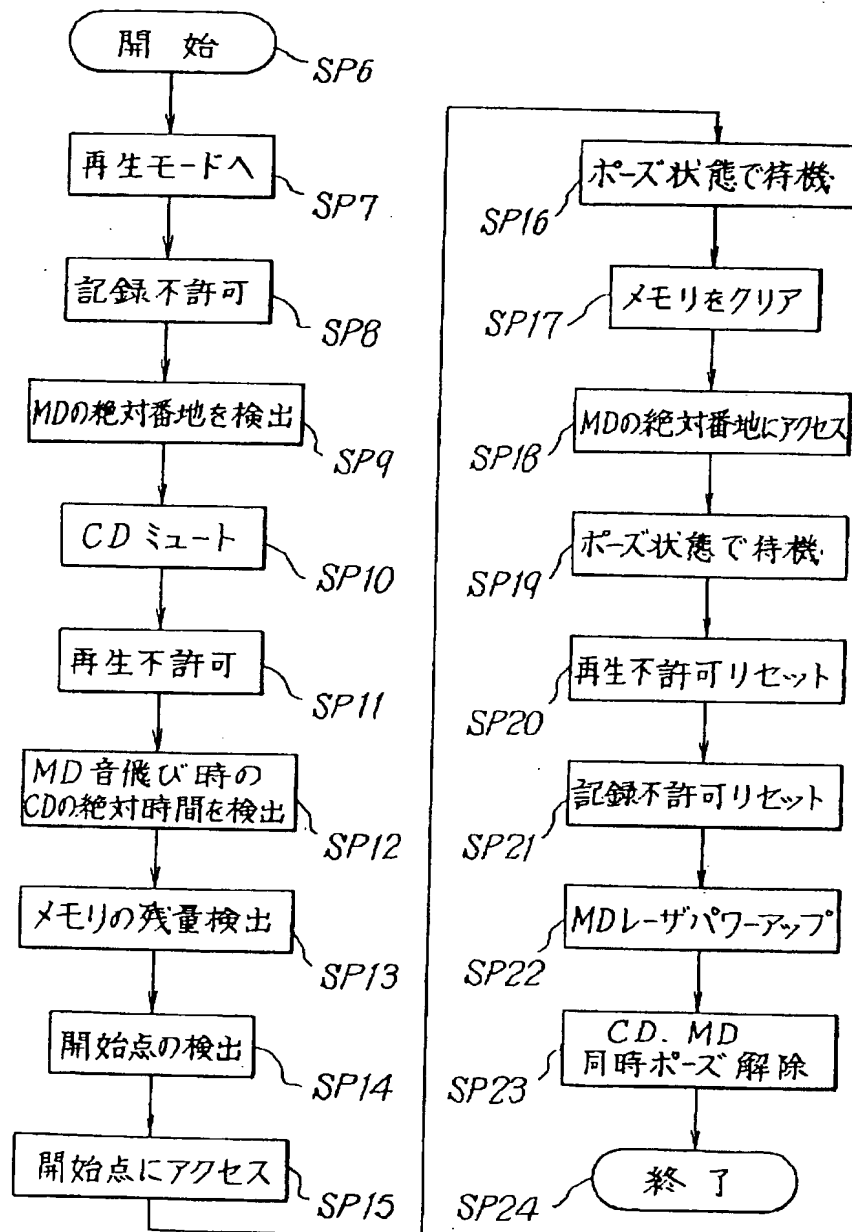 開始
SP6
再生モードへ
SP7
記録不許可
SP8
MDの絶対番地を検出
SP9
CDミュート
SP10
再生不許可
SP11
MD音飛び時の
CDの絶対時間を検出
SP12
メモリの残量検出
SP13
開始点の検出
SP14
開始点にアクセス
SP15
ポーズ状態で待機
SP16
メモリをクリア
SP17
MDの絶対番地にアクセス
SP18
ポーズ状態で待機
SP19
再生不許可リセット
SP20
記録不許可リセット
SP21
MDレーザパワーアップ
SP22
CD.MD
同時ポーズ解除
SP23
終了
SP24